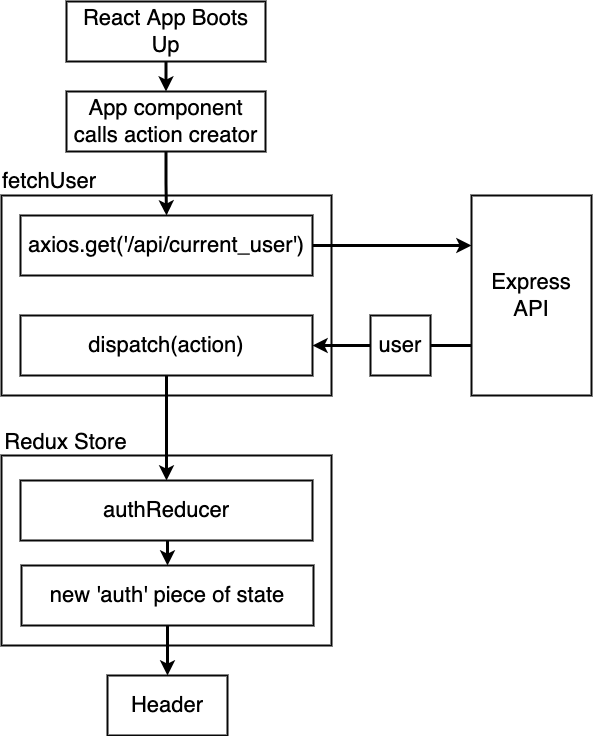 React App Boots
Up
App component
calls action creator
fetchUser
axios.get('/api/current_user')
Express
API
dispatch(action)
user
Redux Store
authReducer
new 'auth' piece of state
Header